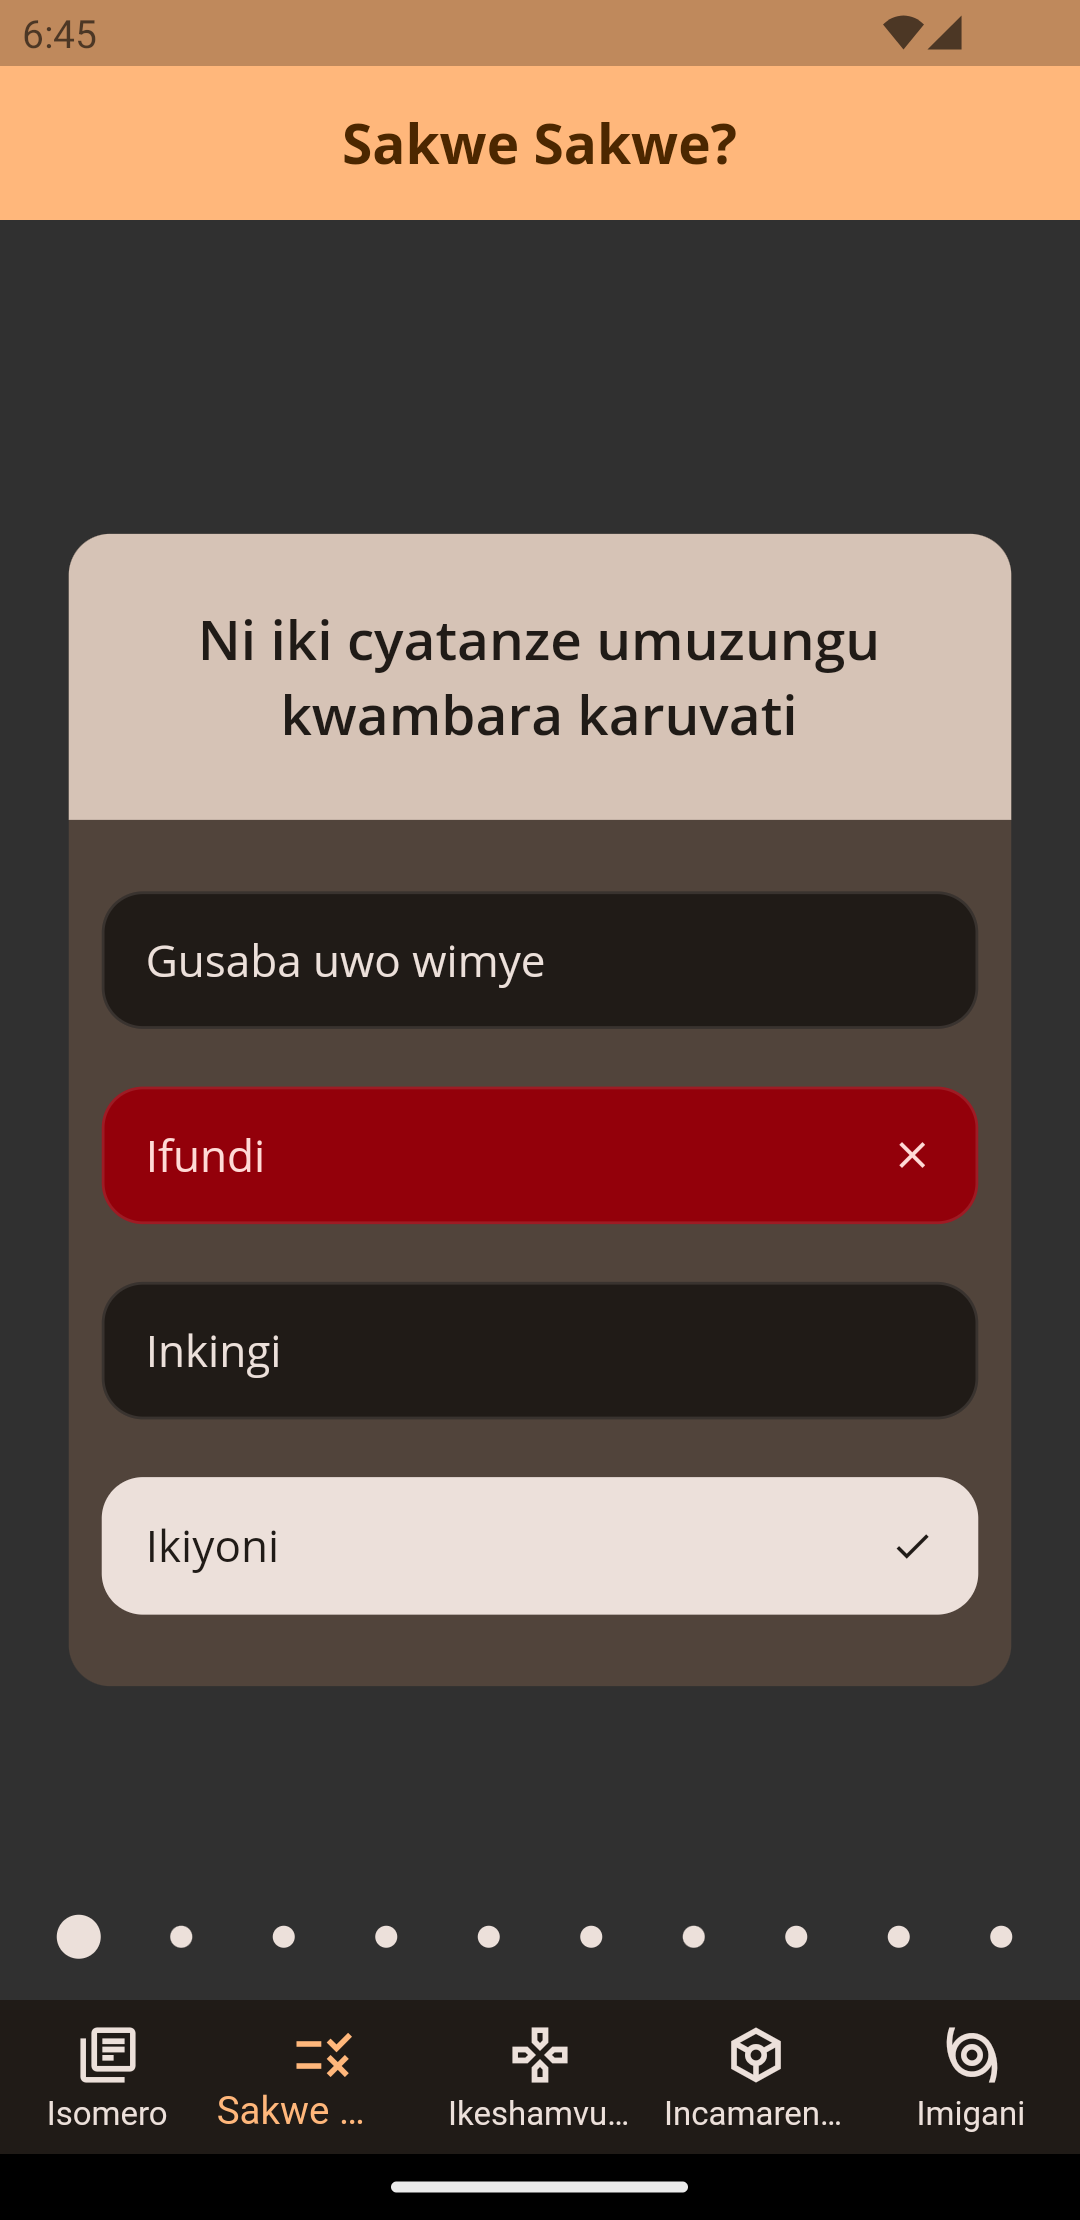 6:45
Sakwe Sakwe?
Ni iki cyatanze umuzungu
kwambara karuvati
Gusaba uwo wimye
Ifundi
Inkingi
Ikiyoni
Isomero
Sakwe ...
Ikeshamvu...
Incamaren...
Imigani